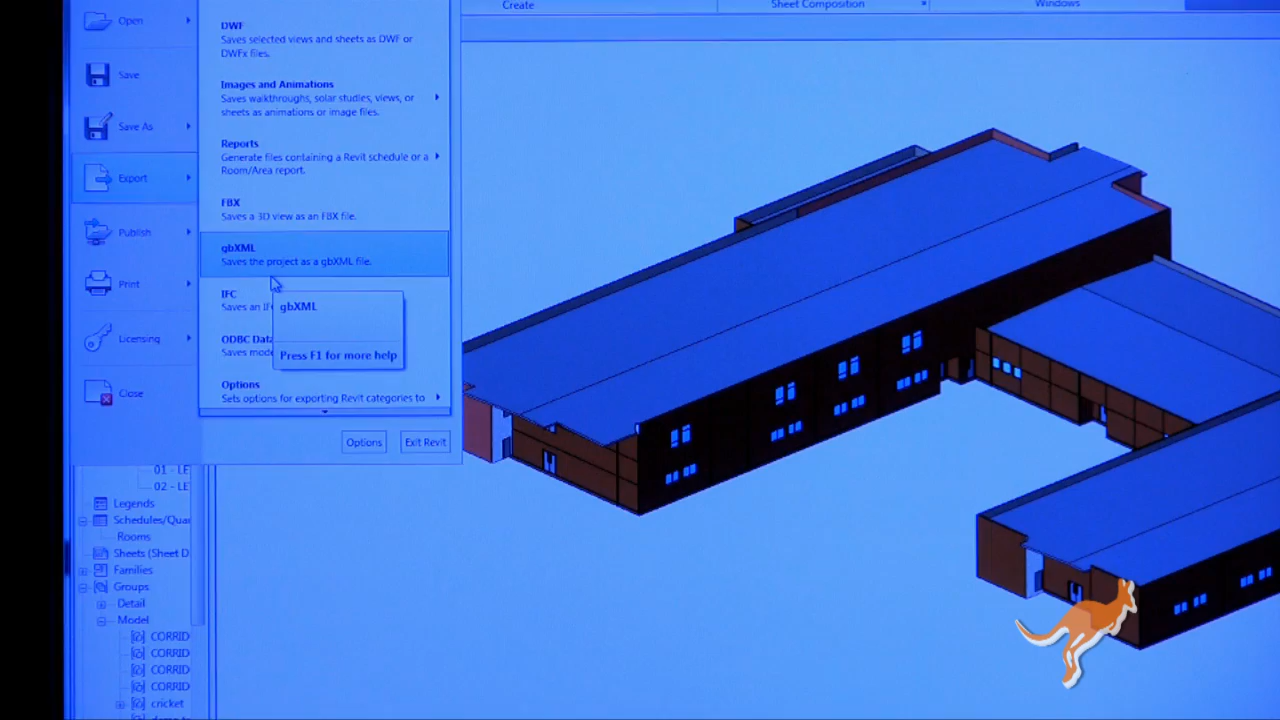 Create
Sheet Composition
Windows
Open
Save
Save As
Export
Publish
Print
Licensing
Close
DWF
Saves selected views and sheets as DWF or
DWFx files.
Images and Animations
Saves walkthroughs, solar studies, views, or
sheets as animations or image files.
Reports
Generate files containing a Revit schedule or a
Room/Area report.
FBX
Saves a 3D view as an FBX file.
gbXML
Saves the project as a gbXML file.
IFC
Saves an IF
gbXML
Press F1 for more help
ODBC Data
Saves mod
Options
Sets options for exporting Revit categories to
Options
Exit Revit
01 - LE
02 - LE
Legends
Schedules/Quan
Rooms
Sheets (Sheet D
Families
Groups
Detail
Model
CORRID
CORRID
CORRID
CORRID
cricket